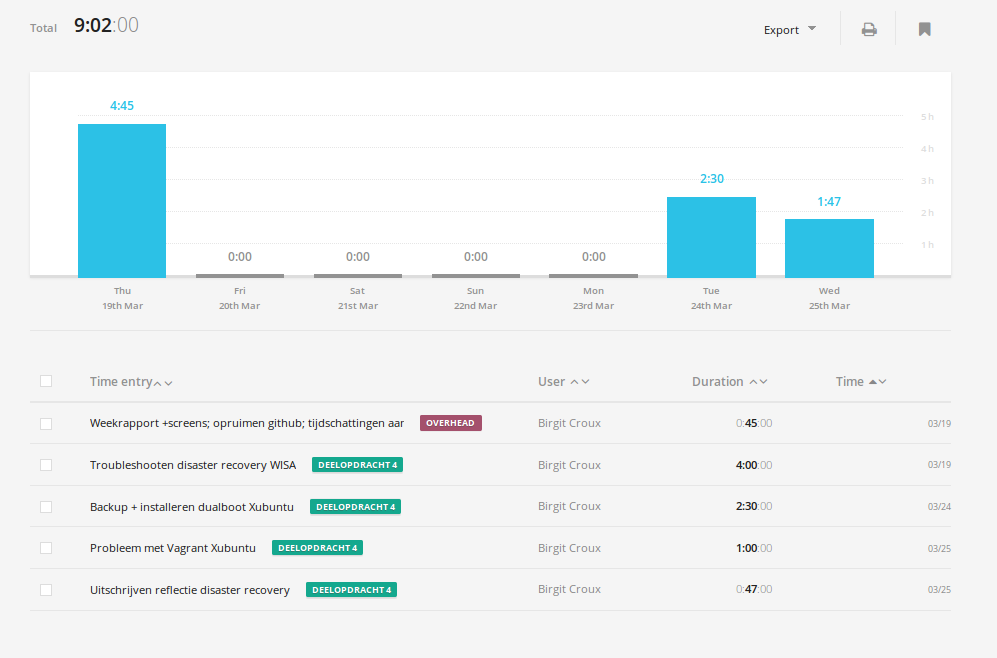 Total 9:02:00
Export
4:45
5 h
4 h
3 h
2:30
1:47
2 h
1 h
0:00 0:00 0:00 0:00
Thu Fri Sat Sun Mon Tue Wed
19th Mar 20th Mar 21st Mar 22nd Mar 23rd Mar 24th Mar 25th Mar
Time entry User Duration Time
Weekrapport +screens; opruimen github; tijdschattingen aan OVERHEAD Birgit Croux 0:45:00 03/19
Troubleshooten disaster recovery WISA DEELOPDRACHT 4 Birgit Croux 4:00:00 03/19
Backup + installeren dualboot Xubuntu DEELOPDRACHT 4 Birgit Croux 2:30:00 03/24
Probleem met Vagrant Xubuntu DEELOPDRACHT 4 Birgit Croux 1:00:00 03/25
Uitschrijven reflectie disaster recovery DEELOPDRACHT 4 Birgit Croux 0:47:00 03/25